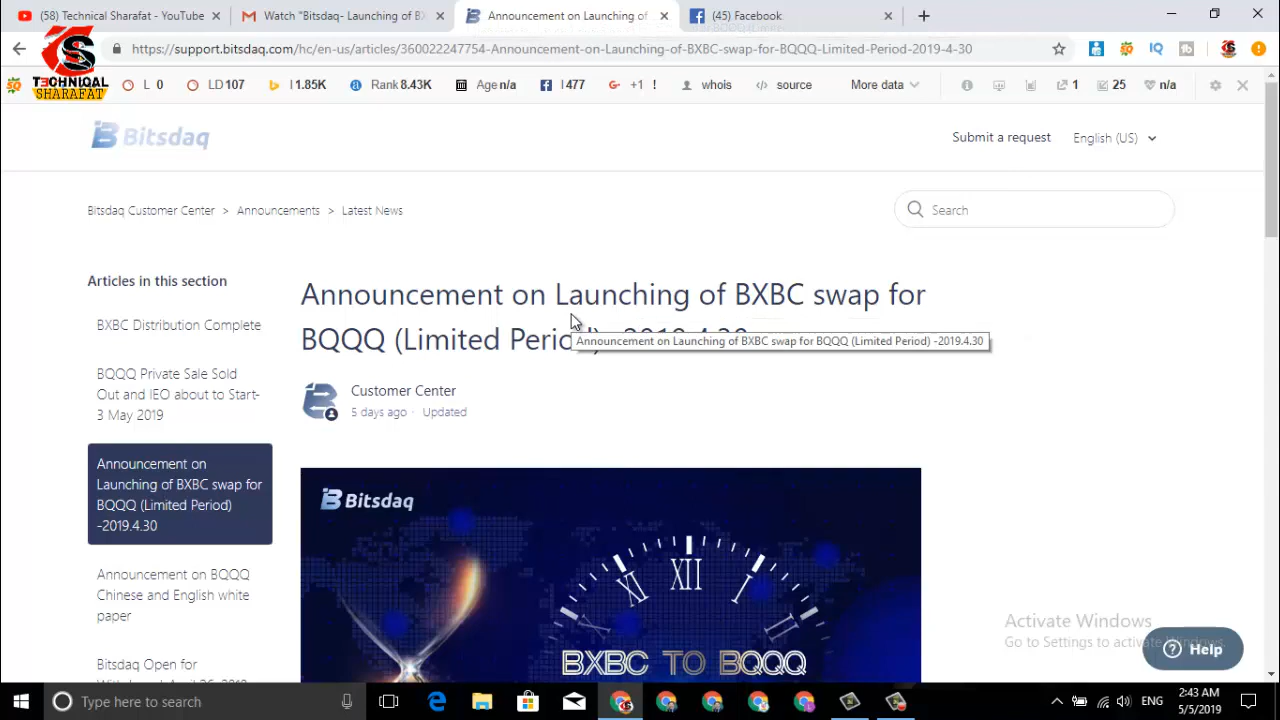 (58) Technical Sharafat - YouTube
Watch "Bitsdaq- Launching of BX
Announcement on Launching of
(45) Facebook
https://support.bitsdaq.com/hc/en-us/articles/360022247754-Announcement-on-Launching-of-BXBC-swap-for-BQQQ-Limited-Period-2019-4-30
TECHNIQAL
SHARAFAT
L 0
LD 107
I 1.85K
Rank 8.43K
Age n/a
I 477
+1 !
whois
source
More data
1
25
n/a
Bitsdaq
Submit a request
English (US)
Bitsdaq Customer Center > Announcements > Latest News
Search
Articles in this section
BXBC Distribution Complete
BQQQ Private Sale Sold
Out and IEO about to Start-
3 May 2019
Announcement on
Launching of BXBC swap for
BQQQ (Limited Period)
-2019.4.30
Announcement on BQQQ
Chinese and English white
paper
Bitsdaq Open for
Announcement on Launching of BXBC swap for
BQQQ (Limited Period) -2019.4.30
Announcement on Launching of BXBC swap for BQQQ (Limited Period) -2019.4.30
Customer Center
5 days ago · Updated
Bitsdaq
XI XII I
BXBC TO BQQQ
Activate Windows
Go to Settings to activate Windows.
Help
Type here to search
ENG
2:43 AM
5/5/2019